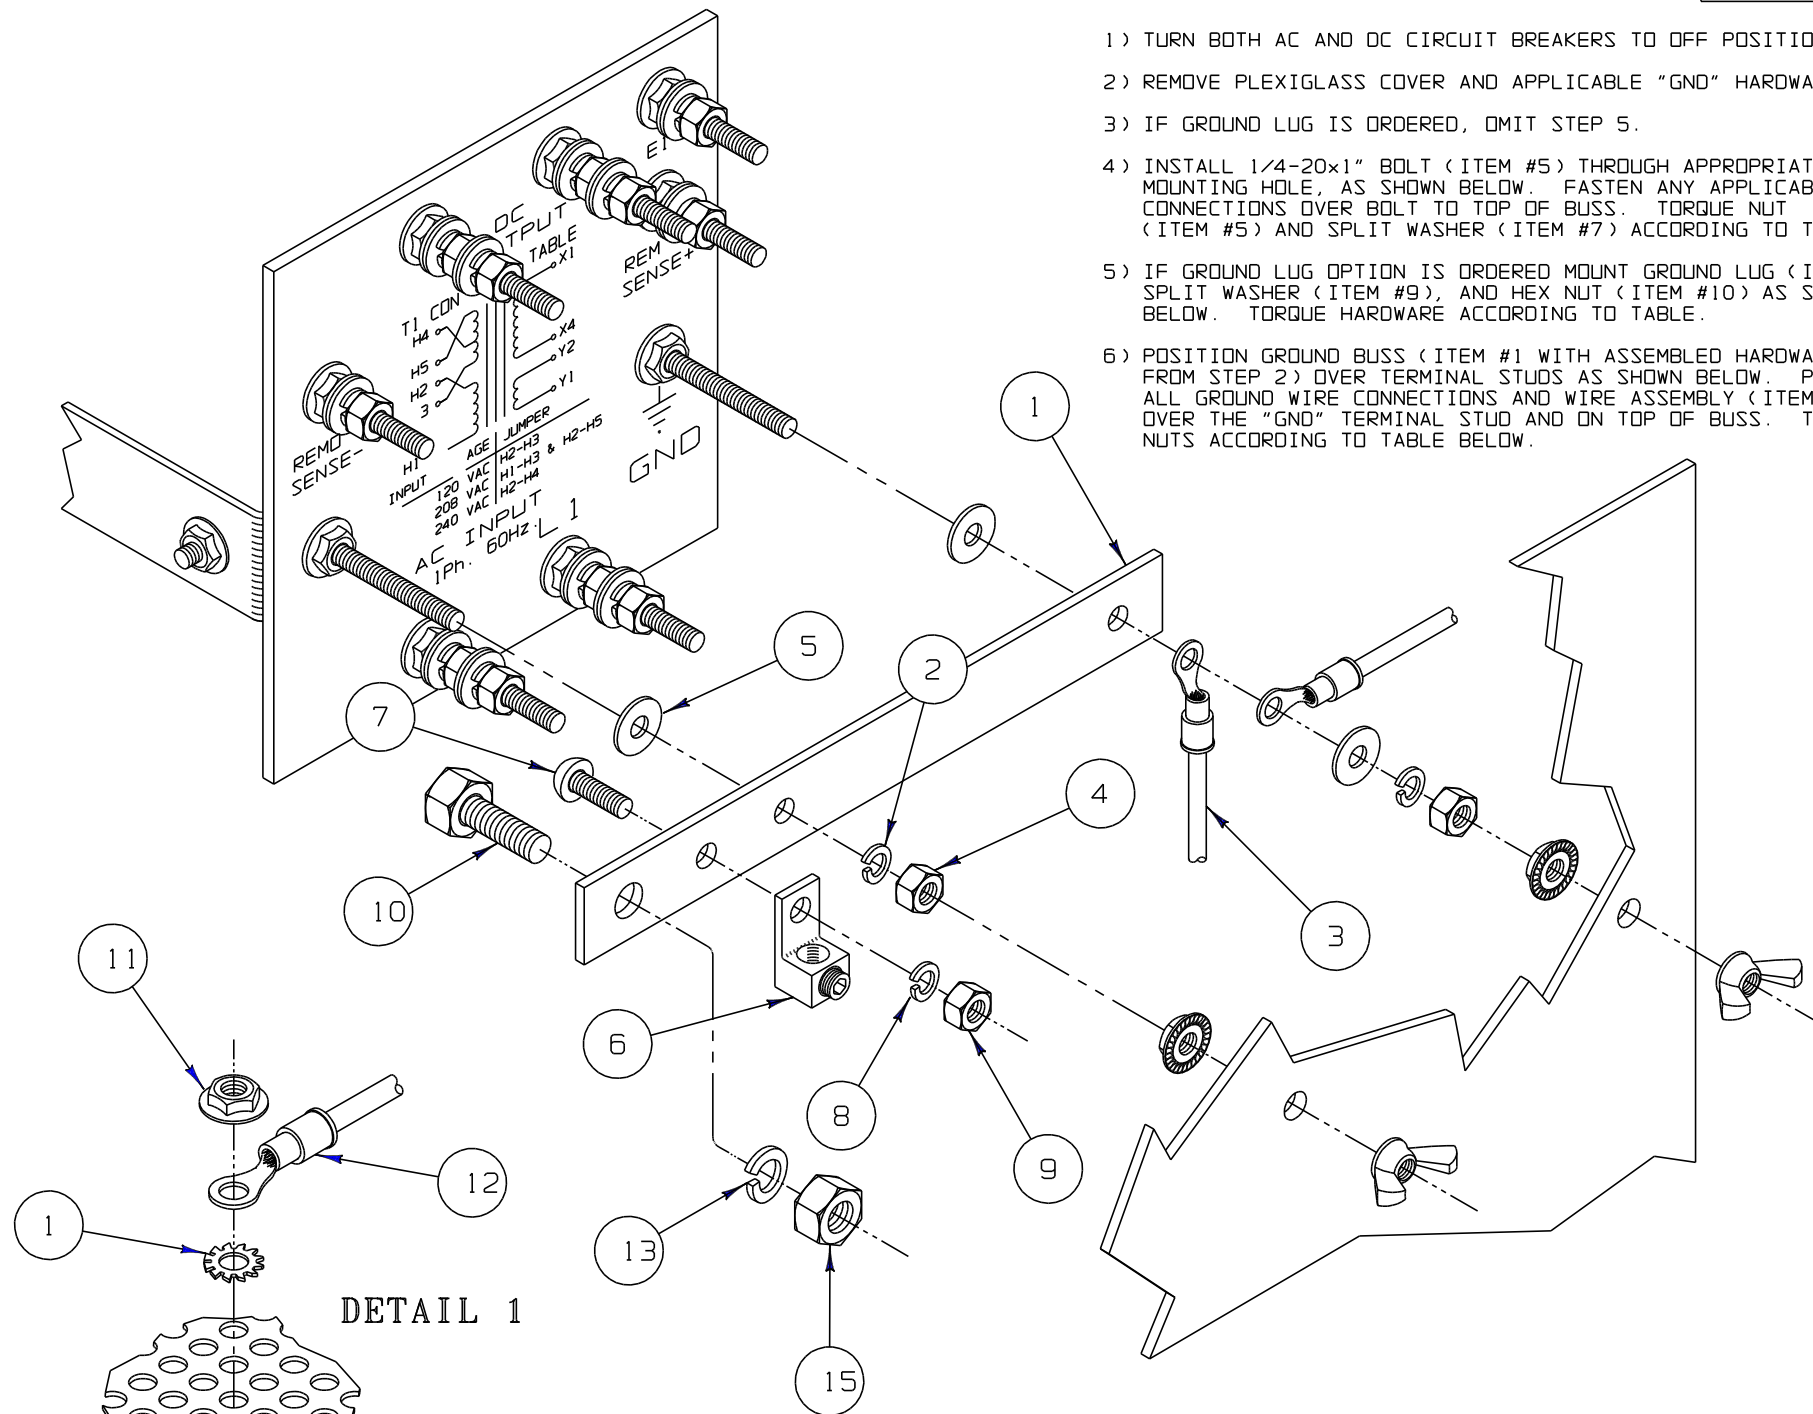 1) TURN BOTH AC AND DC CIRCUIT BREAKERS TO OFF POSITIO
2) REMOVE PLEXIGLASS COVER AND APPLICABLE "GND" HARDWA
3) IF GROUND LUG IS ORDERED, OMIT STEP 5.
4) INSTALL 1/4-20x1" BOLT (ITEM #5) THROUGH APPROPRIAT
MOUNTING HOLE, AS SHOWN BELOW. FASTEN ANY APPLICAB
CONNECTIONS OVER BOLT TO TOP OF BUSS. TORQUE NUT
(ITEM #5) AND SPLIT WASHER (ITEM #7) ACCORDING TO T
5) IF GROUND LUG OPTION IS ORDERED MOUNT GROUND LUG (I
SPLIT WASHER (ITEM #9), AND HEX NUT (ITEM #10) AS S
BELOW. TORQUE HARDWARE ACCORDING TO TABLE.
6) POSITION GROUND BUSS (ITEM #1 WITH ASSEMBLED HARDWA
FROM STEP 2) OVER TERMINAL STUDS AS SHOWN BELOW. P
ALL GROUND WIRE CONNECTIONS AND WIRE ASSEMBLY (ITEM
OVER THE "GND" TERMINAL STUD AND ON TOP OF BUSS. T
NUTS ACCORDING TO TABLE BELOW.
E1
DC
TPUT
TABLE
X1
REM
SENSE+
T1 CON
H4
H5
H2
3
X4
Y2
Y1
REMO
SENSE-
H1
INPUT
AGE JUMPER
120 VAC H2-H3
208 VAC H1-H3 & H2-H5
240 VAC H2-H4
GND
AC INPUT
1Ph. 60Hz.
1
1
5
2
7
4
10
3
11
6
8
9
12
1
13
15
DETAIL 1